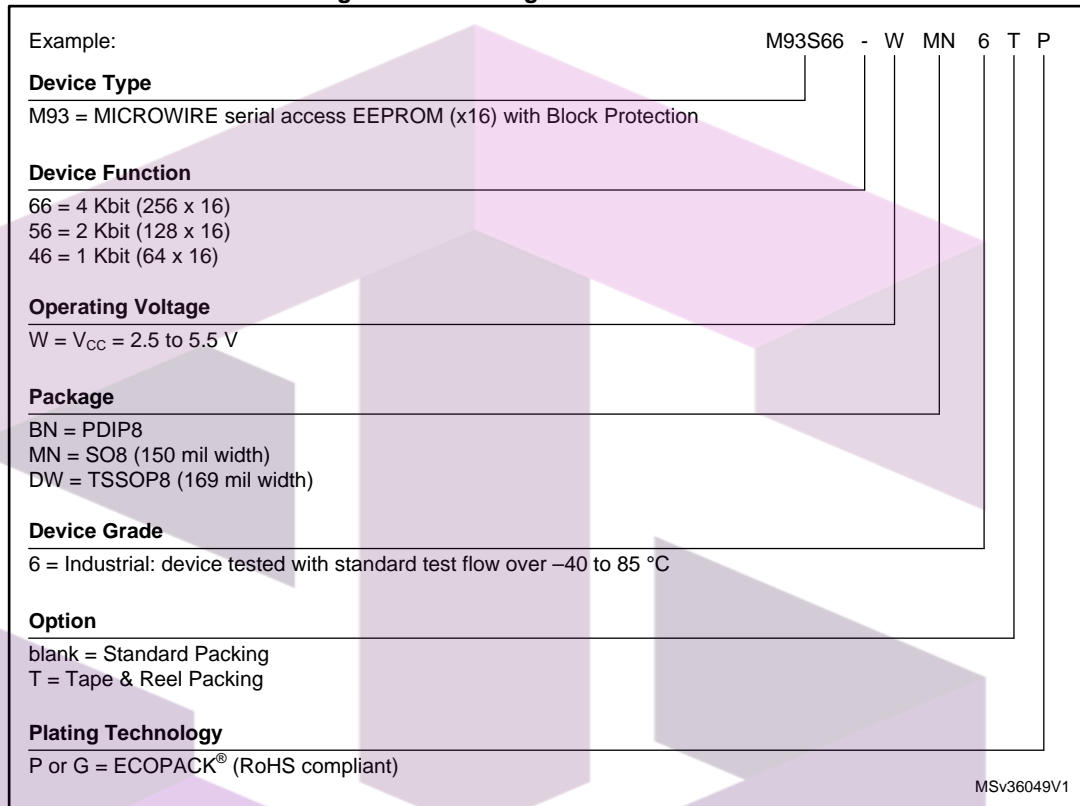 Example: M93S66 - W MN 6 T P
Device Type
M93 = MICROWIRE serial access EEPROM (x16) with Block Protection
Device Function
66 = 4 Kbit (256 x 16)
56 = 2 Kbit (128 x 16)
46 = 1 Kbit (64 x 16)
Operating Voltage
W = VCC = 2.5 to 5.5 V
Package
BN = PDIP8
MN = SO8 (150 mil width)
DW = TSSOP8 (169 mil width)
Device Grade
6 = Industrial: device tested with standard test flow over –40 to 85 °C
Option
blank = Standard Packing
T = Tape & Reel Packing
Plating Technology
P or G = ECOPACK® (RoHS compliant)
MSv36049V1